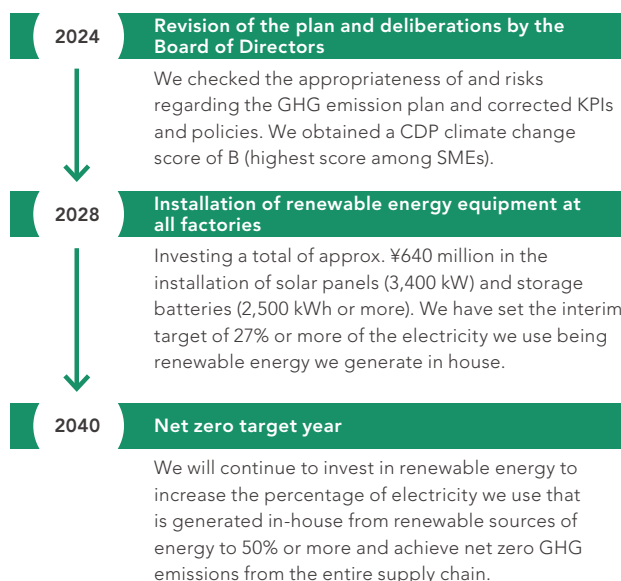 2024
Revision of the plan and deliberations by the
Board of Directors
We checked the appropriateness of and risks
regarding the GHG emission plan and corrected KPIs
and policies. We obtained a CDP climate change
score of B (highest score among SMEs).
2028
Installation of renewable energy equipment at
all factories
Investing a total of approx. ¥640 million in the
installation of solar panels (3,400 kW) and storage
batteries (2,500 kWh or more). We have set the interim
target of 27% or more of the electricity we use being
renewable energy we generate in house.
2040
Net zero target year
We will continue to invest in renewable energy to
increase the percentage of electricity we use that
is generated in-house from renewable sources of
energy to 50% or more and achieve net zero GHG
emissions from the entire supply chain.